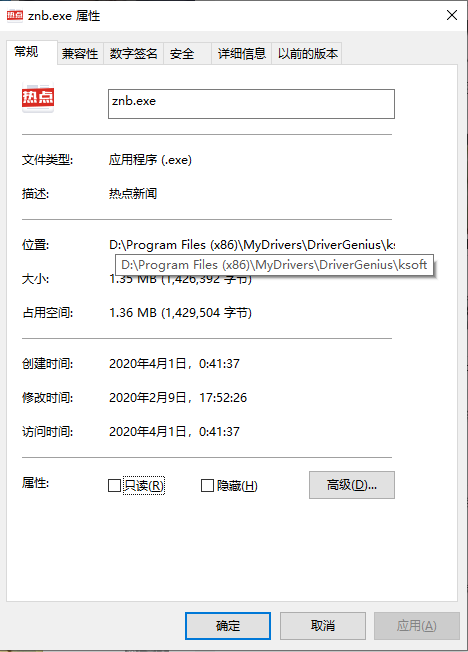 热点 znb.exe 属性
常规 兼容性 数字签名 安全 详细信息 以前的版本
热点
znb.exe
文件类型: 应用程序 (.exe)
描述: 热点新闻
位置: D:\Program Files (x86)\MyDrivers\DriverGenius\ks
D:\Program Files (x86)\MyDrivers\DriverGenius\ksoft
大小: 1.35 MB (1,426,392 字节)
占用空间: 1.36 MB (1,429,504 字节)
创建时间: 2020年4月1日，0:41:37
修改时间: 2020年2月9日，17:52:26
访问时间: 2020年4月1日，0:41:37
属性: 只读(R) 隐藏(H) 高级(D)...
确定 取消 应用(A)